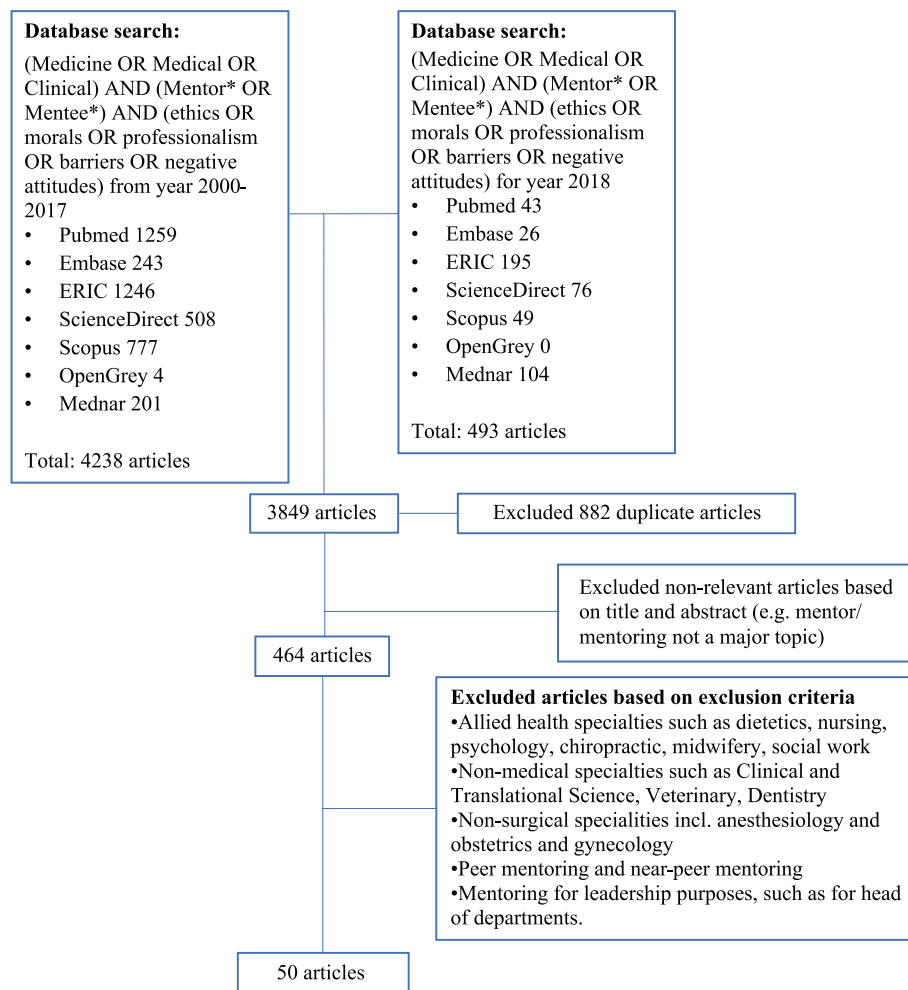 Database search:
(Medicine OR Medical OR
Clinical) AND (Mentor* OR
Mentee*) AND (ethics OR
morals OR professionalism
OR barriers OR negative
attitudes) from year 2000-
2017
• Pubmed 1259
• Embase 243
• ERIC 1246
• ScienceDirect 508
• Scopus 777
• OpenGrey 4
• Mednar 201
Total: 4238 articles
Database search:
(Medicine OR Medical OR
Clinical) AND (Mentor* OR
Mentee*) AND (ethics OR
morals OR professionalism
OR barriers OR negative
attitudes) for year 2018
• Pubmed 43
• Embase 26
• ERIC 195
• ScienceDirect 76
• Scopus 49
• OpenGrey 0
• Mednar 104
Total: 493 articles
3849 articles
Excluded 882 duplicate articles
Excluded non-relevant articles based
on title and abstract (e.g. mentor/
mentoring not a major topic)
464 articles
Excluded articles based on exclusion criteria
•Allied health specialties such as dietetics, nursing,
psychology, chiropractic, midwifery, social work
•Non-medical specialties such as Clinical and
Translational Science, Veterinary, Dentistry
•Non-surgical specialities incl. anesthesiology and
obstetrics and gynecology
•Peer mentoring and near-peer mentoring
•Mentoring for leadership purposes, such as for head
of departments.
50 articles